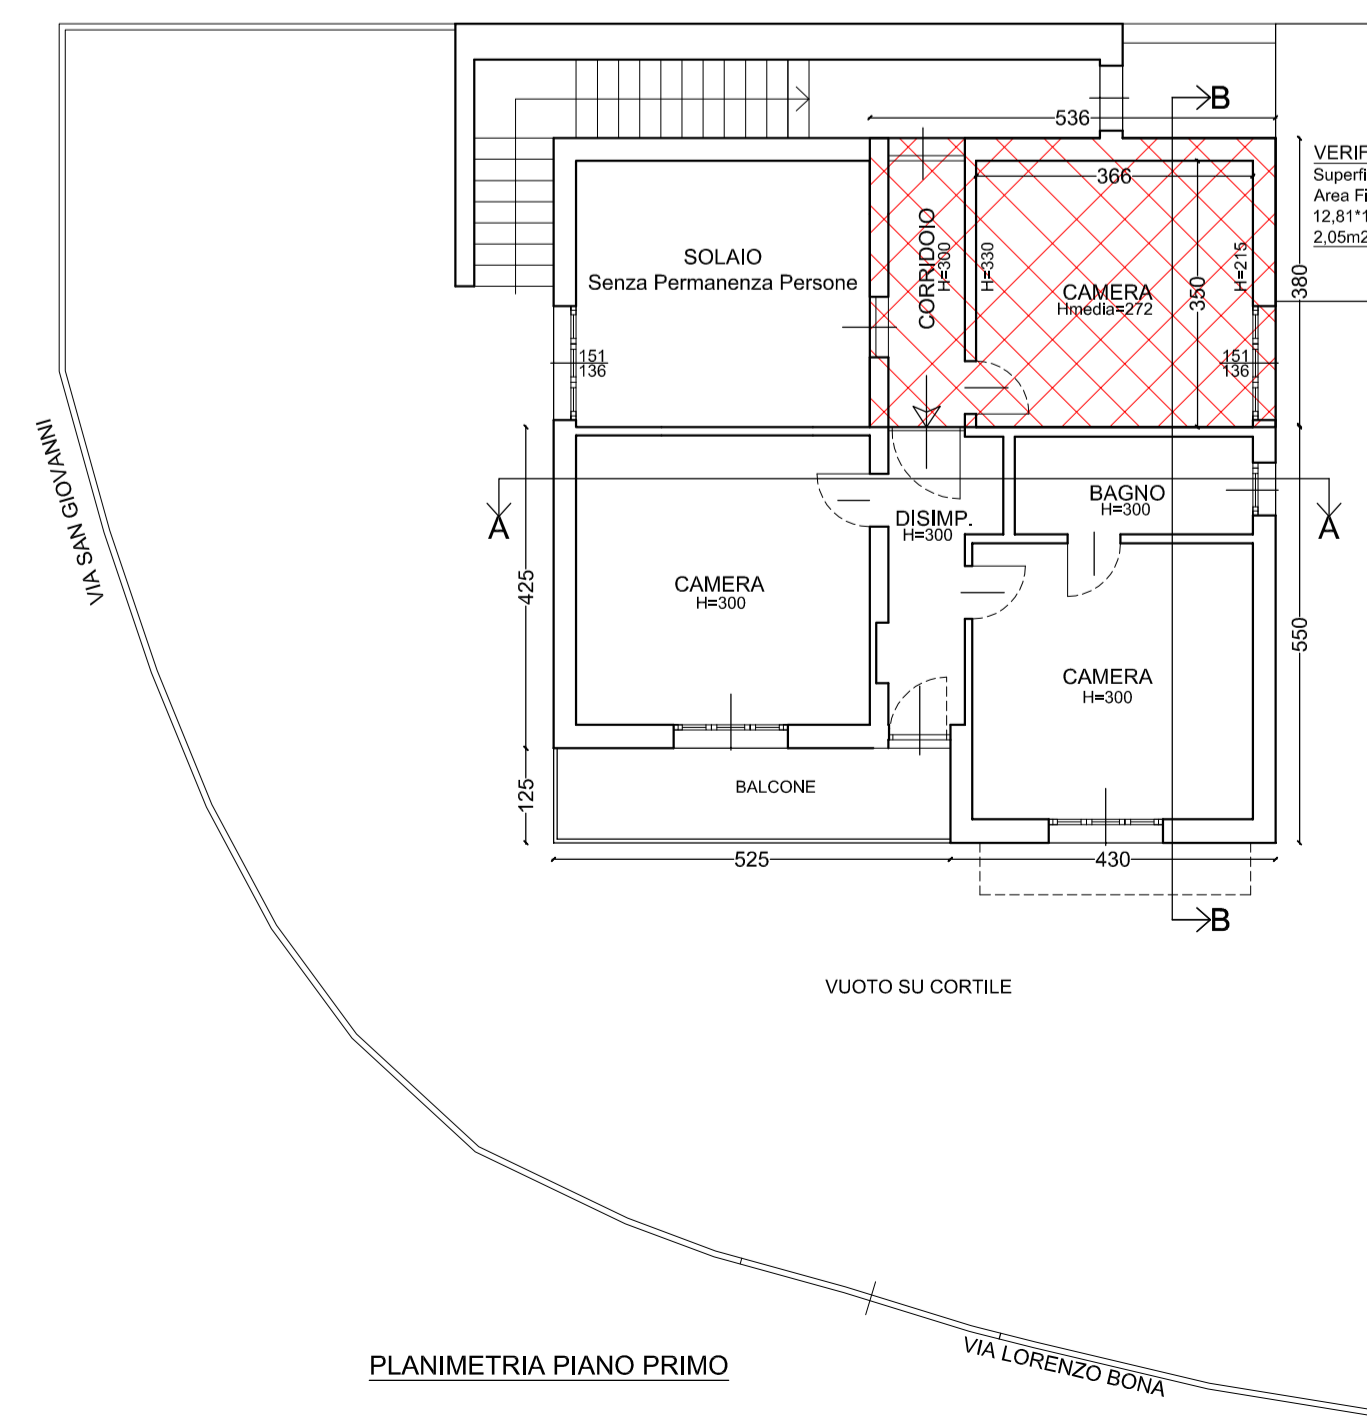 B
536
VERIF
Superfi
Area Fi
12,81*1
2,05m2
366
SOLAIO
Senza Permanenza Persone
CORRIDOIO
H=300
H=330
CAMERA
Hmedia=272
350
H=215
380
151
136
151
136
VIA SAN GIOVANNI
A
BAGNO
H=300
A
DISIMP.
H=300
425
CAMERA
H=300
550
CAMERA
H=300
125
BALCONE
525
430
B
VUOTO SU CORTILE
PLANIMETRIA PIANO PRIMO
VIA LORENZO BONA